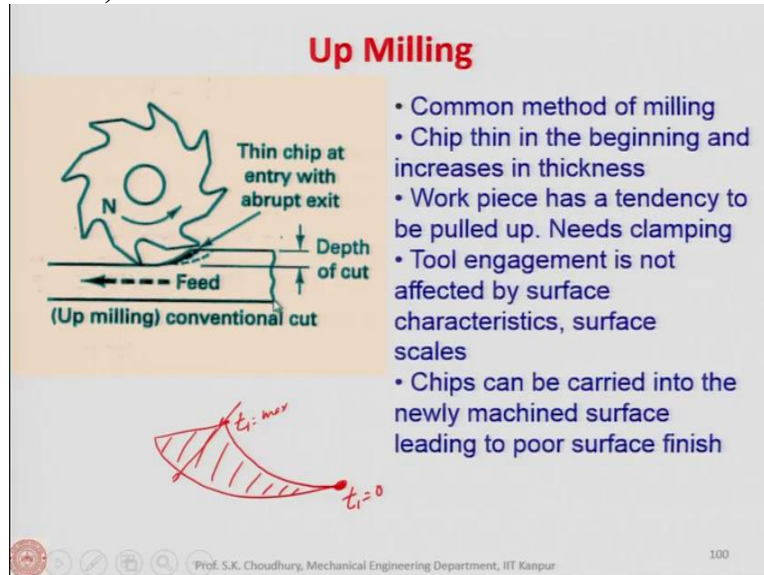 Up Milling
Thin chip at
entry with
abrupt exit
N
Depth
of cut
Feed
(Up milling) conventional cut
t₁=max
t₁=0
• Common method of milling
• Chip thin in the beginning and
increases in thickness
• Work piece has a tendency to
be pulled up. Needs clamping
• Tool engagement is not
affected by surface
characteristics, surface
scales
• Chips can be carried into the
newly machined surface
leading to poor surface finish
Prof. S.K. Choudhury, Mechanical Engineering Department, IIT Kanpur
100